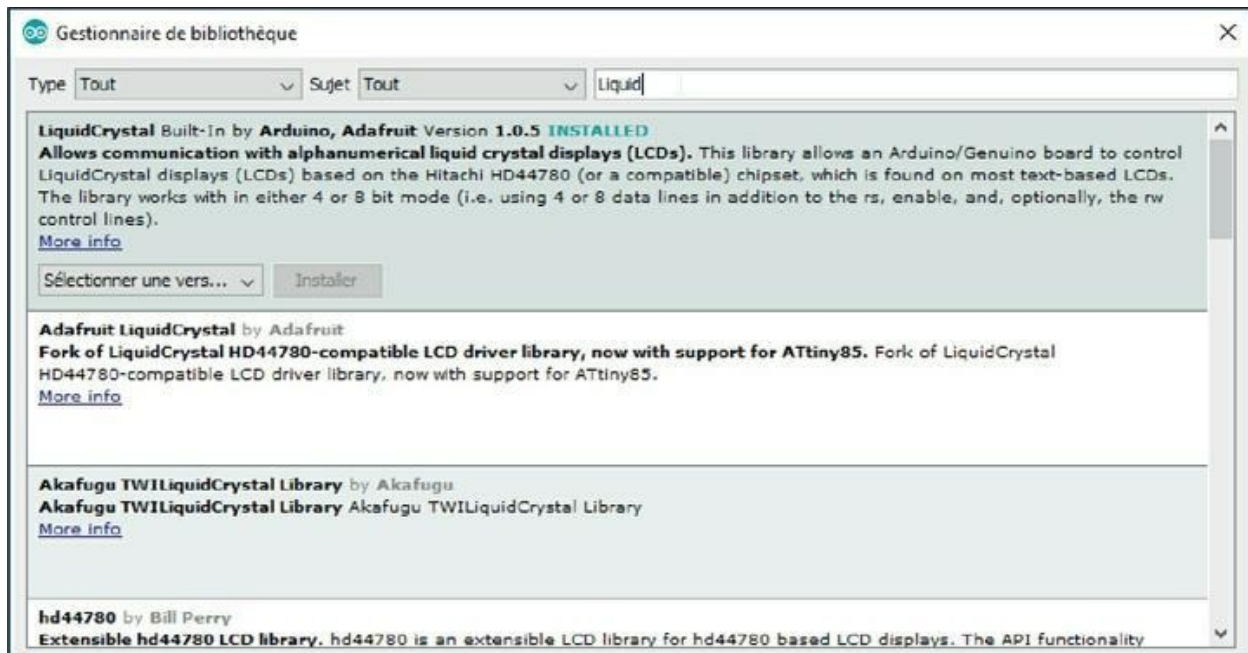 Gestionnaire de bibliothèque
Type Tout Sujet Tout Liquid
LiquidCrystal Built-In by Arduino, Adafruit Version 1.0.5 INSTALLED
Allows communication with alphanumerical liquid crystal displays (LCDs). This library allows an Arduino/Genuino board to control
LiquidCrystal displays (LCDs) based on the Hitachi HD44780 (or a compatible) chipset, which is found on most text-based LCDs.
The library works with in either 4 or 8 bit mode (i.e. using 4 or 8 data lines in addition to the rs, enable, and, optionally, the rw
control lines).
More info
Sélectionner une vers... Installer
Adafruit LiquidCrystal by Adafruit
Fork of LiquidCrystal HD44780-compatible LCD driver library, now with support for ATtiny85. Fork of LiquidCrystal
HD44780-compatible LCD driver library, now with support for ATtiny85.
More info
Akafugu TWILiquidCrystal Library by Akafugu
Akafugu TWILiquidCrystal Library Akafugu TWILiquidCrystal Library
More info
hd44780 by Bill Perry
Extensible hd44780 LCD library. hd44780 is an extensible LCD library for hd44780 based LCD displays. The API functionality